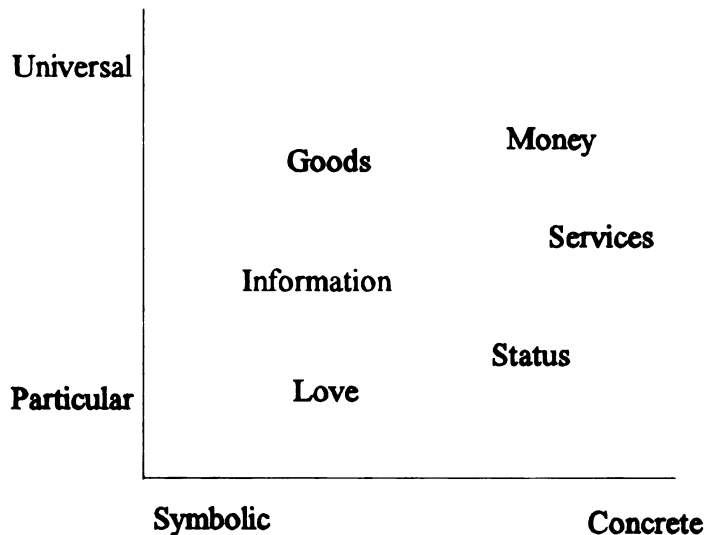 Universal
Money
Goods
Services
Information
Status
Love
Particular
Symbolic
Concrete